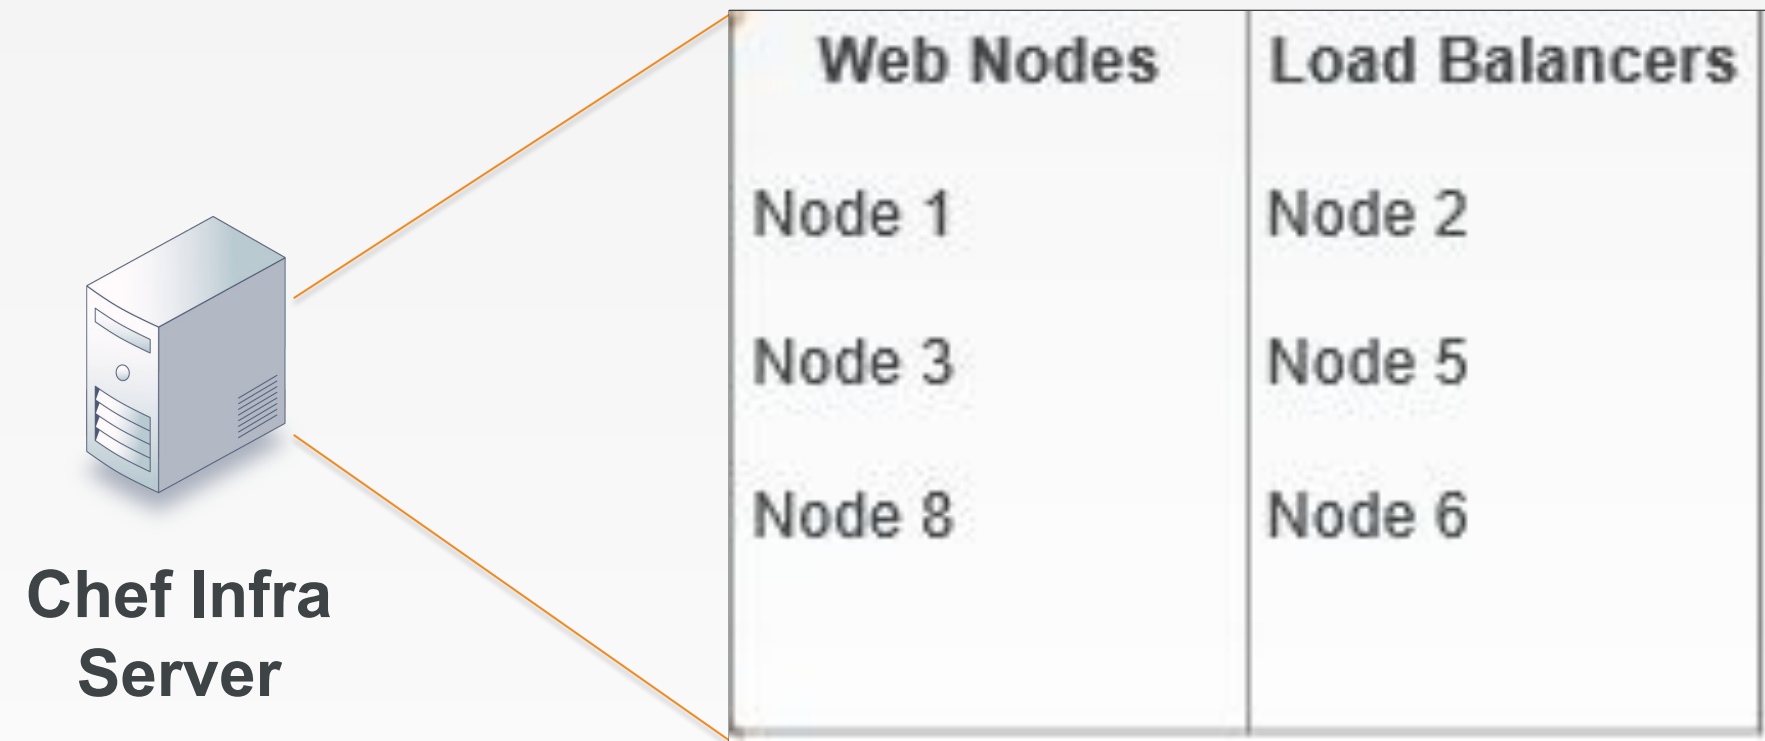 Web Nodes Load Balancers
Node 1 Node 2
Node 3 Node 5
Node 8 Node 6
Chef Infra
Server